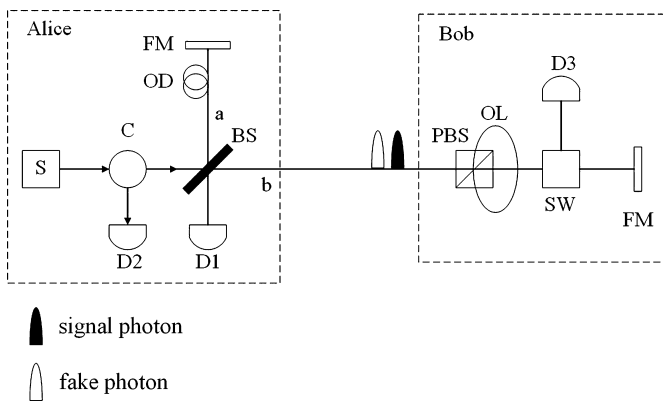 Alice
Bob
FM
OD
a
C
BS
S
b
D2
D1
D3
OL
PBS
SW
FM
signal photon
fake photon